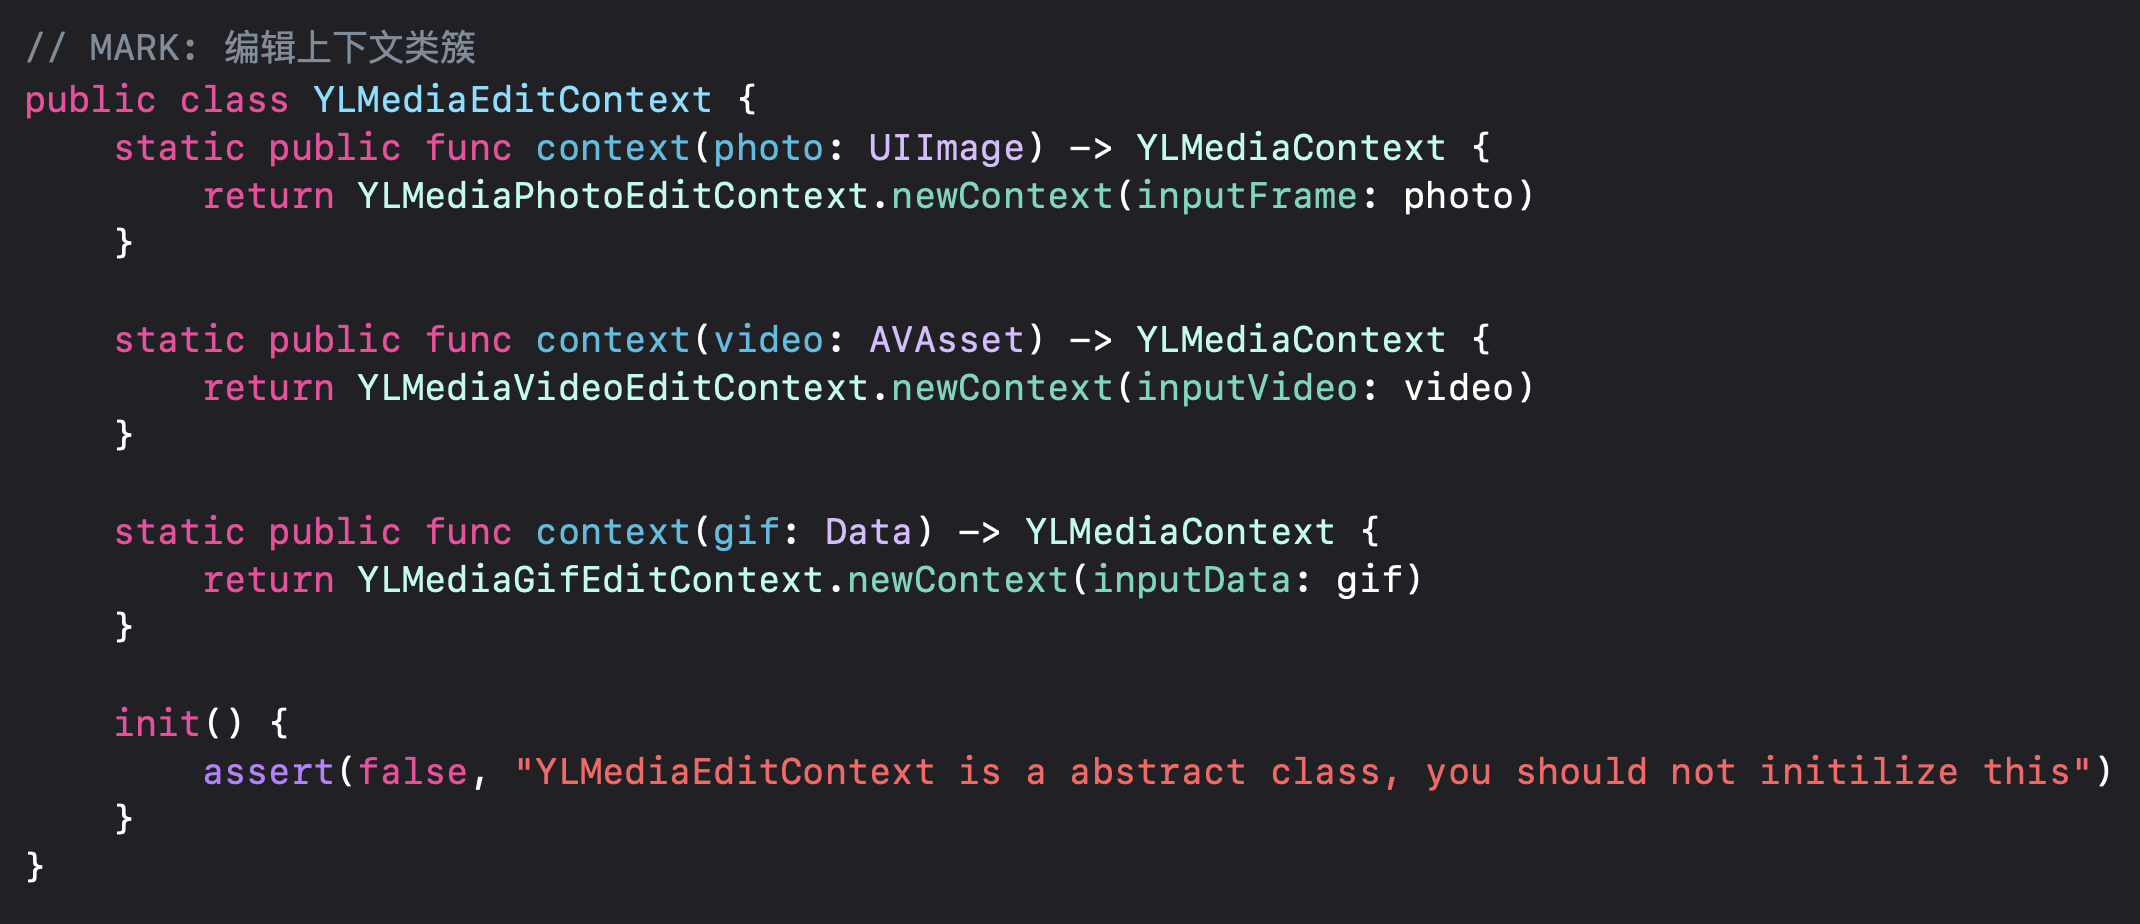 // MARK: 编辑上下文类簇
public class YLMediaEditContext {
    static public func context(photo: UIImage) -> YLMediaContext {
        return YLMediaPhotoEditContext.newContext(inputFrame: photo)
    }

    static public func context(video: AVAsset) -> YLMediaContext {
        return YLMediaVideoEditContext.newContext(inputVideo: video)
    }

    static public func context(gif: Data) -> YLMediaContext {
        return YLMediaGifEditContext.newContext(inputData: gif)
    }

    init() {
        assert(false, "YLMediaEditContext is a abstract class, you should not initilize this")
    }
}